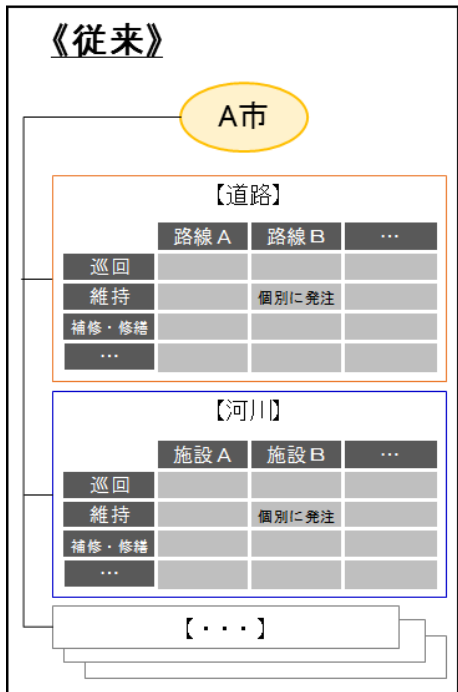 《従来》
A市
【道路】
路線A 路線B …
巡回
維持 個別に発注
補修・修繕
…
【河川】
施設A 施設B …
巡回
維持 個別に発注
補修・修繕
…
【・・・】